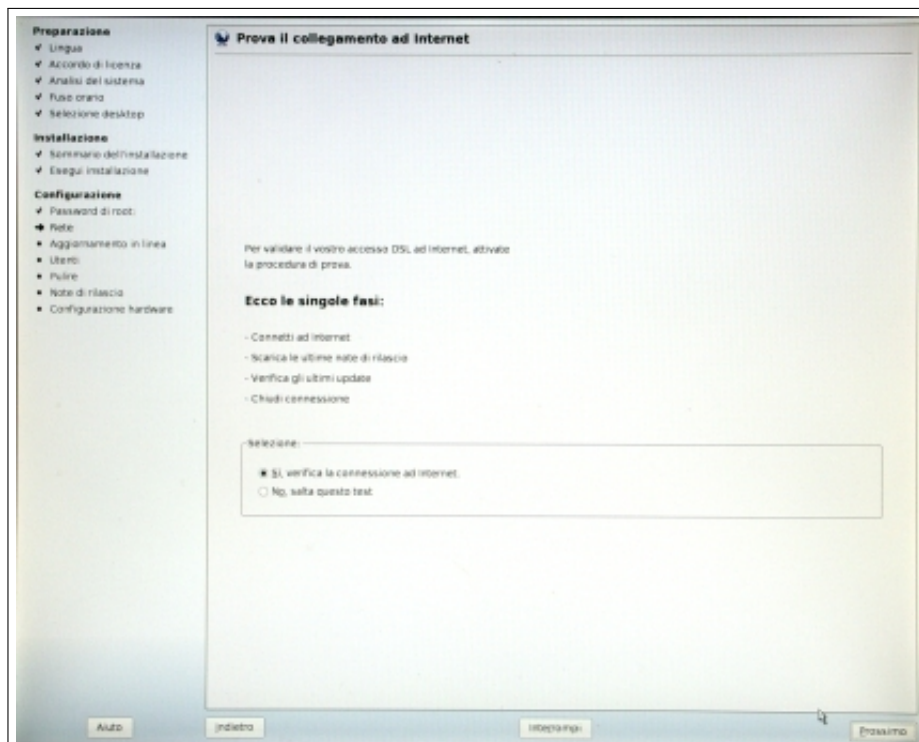 Preparazione
Lingua
Accordo di licenza
Analisi del sistema
Fuso orario
Selezione desktop
Installazione
Sommario dell'installazione
Esegui installazione
Configurazione
Password di root:
Rete
Aggiornamento in linea
Utenti
Pulire
Note di rilascio
Configurazione hardware
Prova il collegamento ad Internet
Per validare il vostro accesso DSL ad Internet, attivate
la procedura di prova.
Ecco le singole fasi:
- Connetti ad Internet
- Scarica le ultime note di rilascio
- Verifica gli ultimi update
- Chiudi connessione
Selezione:
Sì, verifica la connessione ad Internet.
No, salta questo test
Aiuto
Indietro
Interrompi
Prossimo